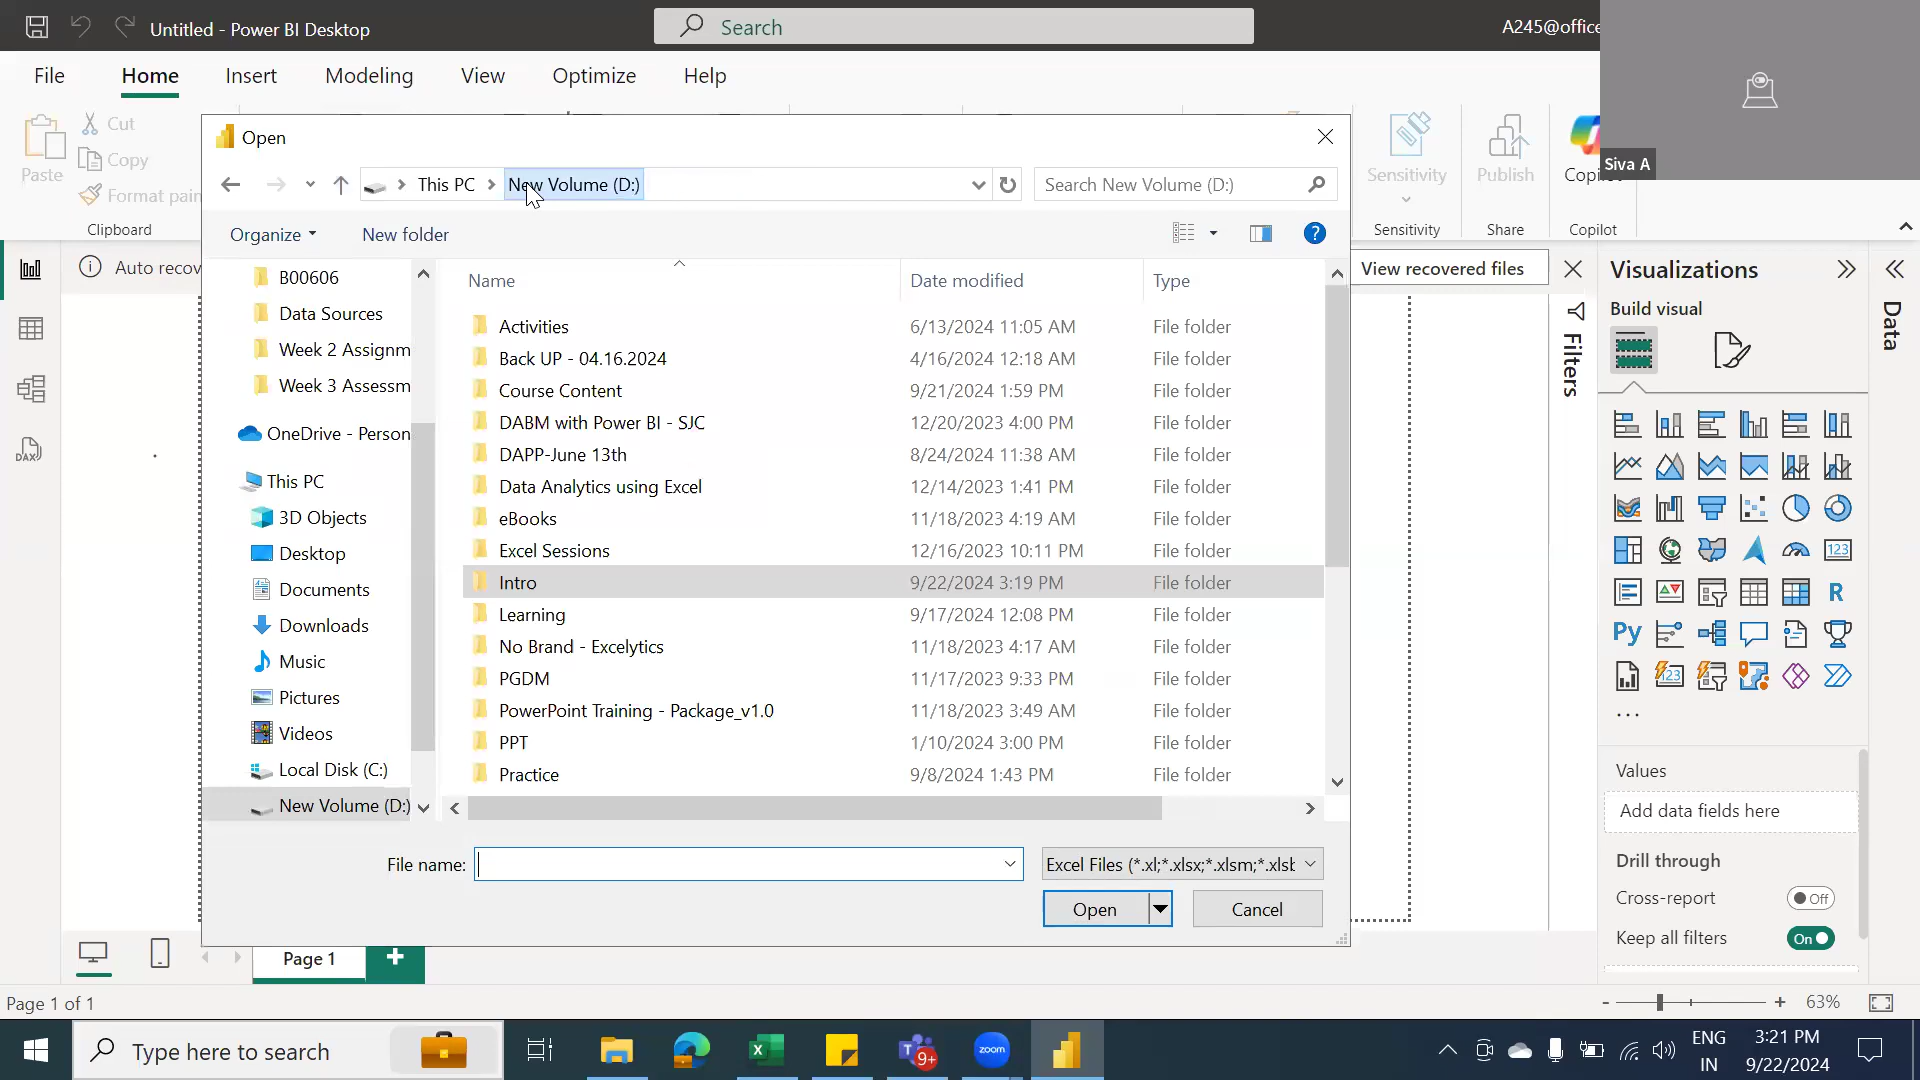 Untitled - Power BI Desktop
Search
A245@office
File Home Insert Modeling View Optimize Help
Siva A
Paste
Cut
Copy
Format pain
Clipboard
Sensitivity
Publish
Sensitivity
Share
Copilot
Open
This PC New Volume (D:)
Search New Volume (D:)
Organize New folder
Auto recov
View recovered files
Name Date modified Type
B00606
Data Sources
Week 2 Assignm
Week 3 Assessm
OneDrive - Person
This PC
3D Objects
Desktop
Documents
Downloads
Music
Pictures
Videos
Local Disk (C:)
New Volume (D:)
Activities 6/13/2024 11:05 AM File folder
Back UP - 04.16.2024 4/16/2024 12:18 AM File folder
Course Content 9/21/2024 1:59 PM File folder
DABM with Power BI - SJC 12/20/2023 4:00 PM File folder
DAPP-June 13th 8/24/2024 11:38 AM File folder
Data Analytics using Excel 12/14/2023 1:41 PM File folder
eBooks 11/18/2023 4:19 AM File folder
Excel Sessions 12/16/2023 10:11 PM File folder
Intro 9/22/2024 3:19 PM File folder
Learning 9/17/2024 12:08 PM File folder
No Brand - Excelytics 11/18/2023 4:17 AM File folder
PGDM 11/17/2023 9:33 PM File folder
PowerPoint Training - Package_v1.0 11/18/2023 3:49 AM File folder
PPT 1/10/2024 3:00 PM File folder
Practice 9/8/2024 1:43 PM File folder
File name:
Excel Files (*.xl;*.xlsx;*.xlsm;*.xlsb
Open
Cancel
Filters
Visualizations
Build visual
Data
123
R
Py
123
Values
Add data fields here
Drill through
Cross-report Off
Keep all filters On
DAX
Page 1
Page 1 of 1
63%
Type here to search
9+
zoom
ENG
IN
3:21 PM
9/22/2024